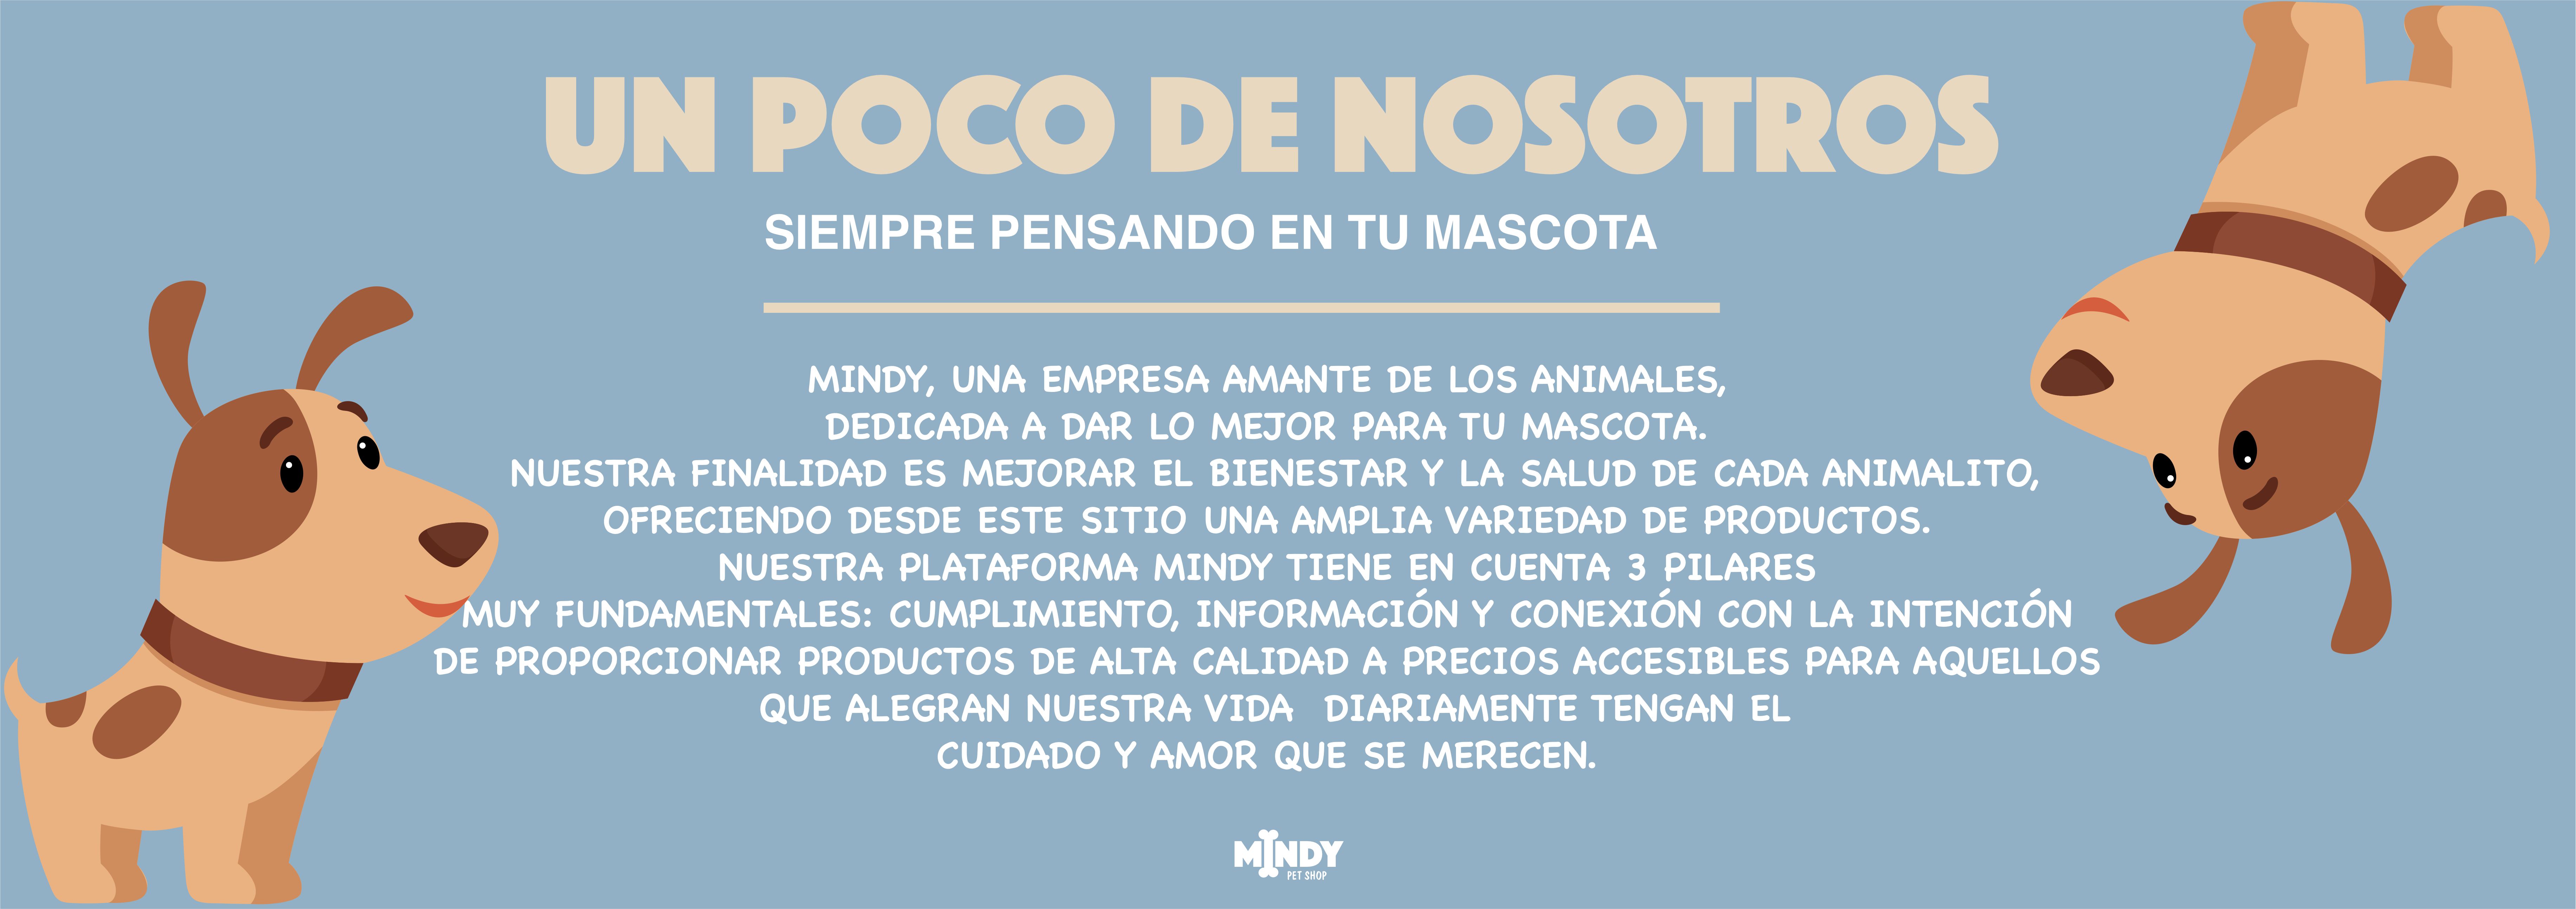 UN POCO DE NOSOTROS
SIEMPRE PENSANDO EN TU MASCOTA
MINDY, UNA EMPRESA AMANTE DE LOS ANIMALES,
DEDICADA A DAR LO MEJOR PARA TU MASCOTA.
NUESTRA FINALIDAD ES MEJORAR EL BIENESTAR Y LA SALUD DE CADA ANIMALITO,
OFRECIENDO DESDE ESTE SITIO UNA AMPLIA VARIEDAD DE PRODUCTOS.
NUESTRA PLATAFORMA MINDY TIENE EN CUENTA 3 PILARES
MUY FUNDAMENTALES: CUMPLIMIENTO, INFORMACIÓN Y CONEXIÓN CON LA INTENCIÓN
DE PROPORCIONAR PRODUCTOS DE ALTA CALIDAD A PRECIOS ACCESIBLES PARA AQUELLOS
QUE ALEGRAN NUESTRA VIDA  DIARIAMENTE TENGAN EL
CUIDADO Y AMOR QUE SE MERECEN.
MINDY
PET SHOP